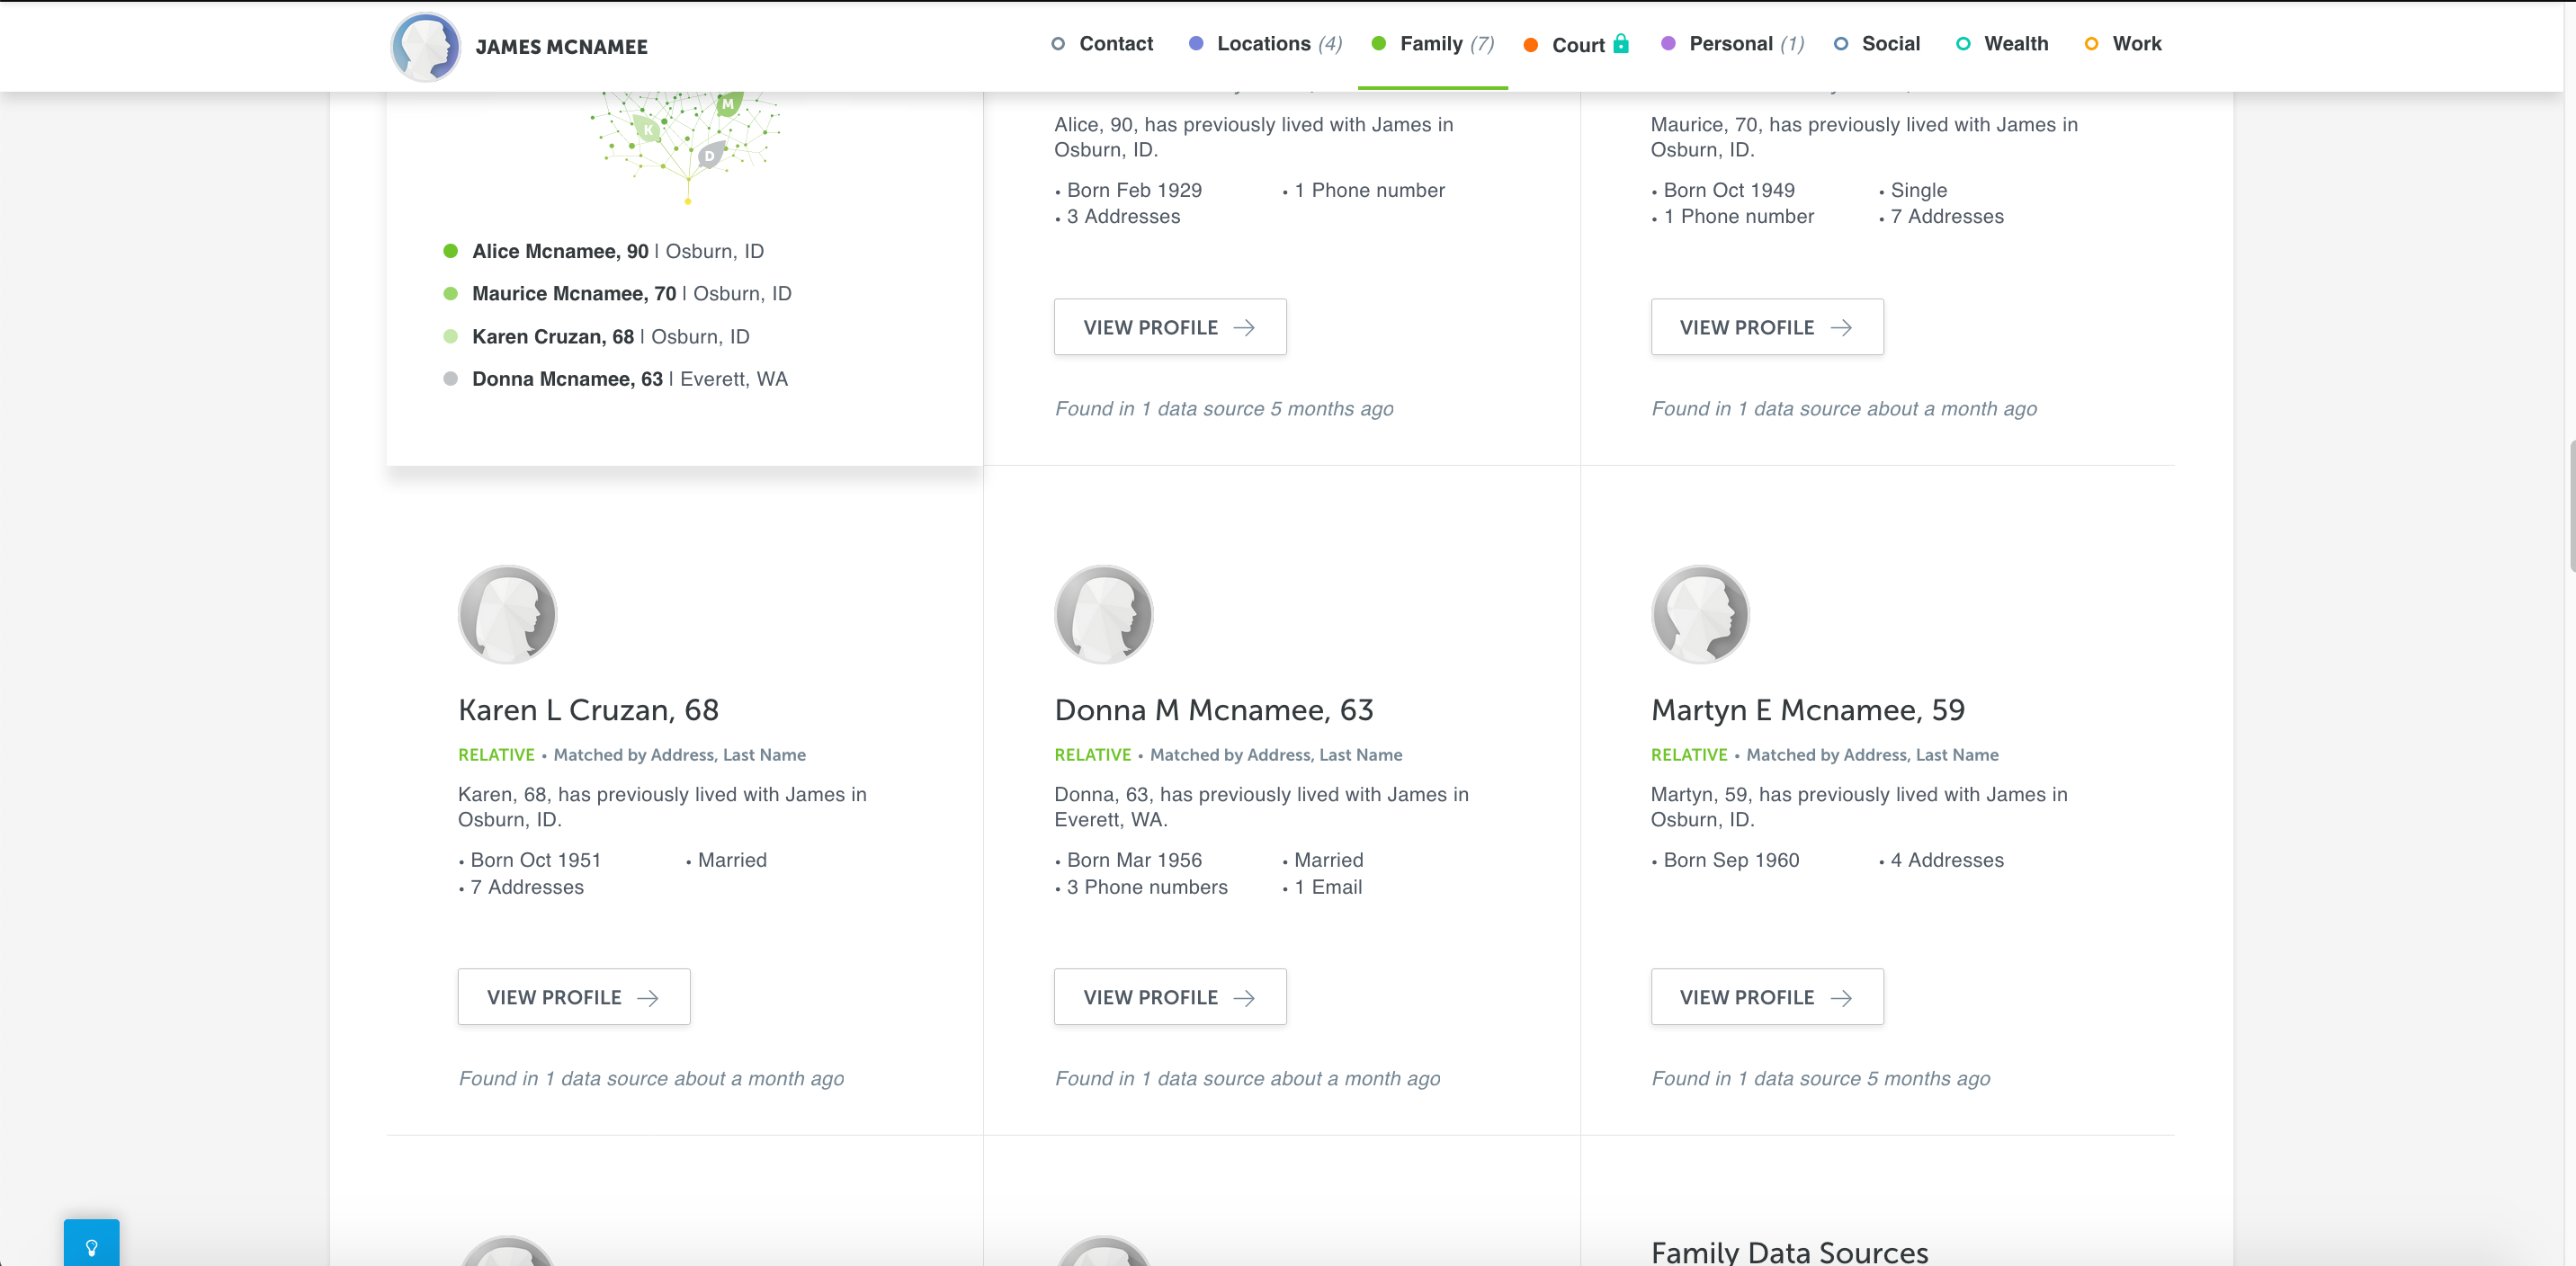 JAMES MCNAMEE
Contact
Locations (4)
Family (7)
Court
Personal (1)
Social
Wealth
Work
M
K
D
Alice Mcnamee, 90 | Osburn, ID
Maurice Mcnamee, 70 | Osburn, ID
Karen Cruzan, 68 | Osburn, ID
Donna Mcnamee, 63 | Everett, WA
Alice, 90, has previously lived with James in
Osburn, ID.
• Born Feb 1929
• 1 Phone number
• 3 Addresses
VIEW PROFILE →
Found in 1 data source 5 months ago
Maurice, 70, has previously lived with James in
Osburn, ID.
• Born Oct 1949
• Single
• 1 Phone number
• 7 Addresses
VIEW PROFILE →
Found in 1 data source about a month ago
Karen L Cruzan, 68
RELATIVE • Matched by Address, Last Name
Karen, 68, has previously lived with James in
Osburn, ID.
• Born Oct 1951
• Married
• 7 Addresses
VIEW PROFILE →
Found in 1 data source about a month ago
Donna M Mcnamee, 63
RELATIVE • Matched by Address, Last Name
Donna, 63, has previously lived with James in
Everett, WA.
• Born Mar 1956
• Married
• 3 Phone numbers
• 1 Email
VIEW PROFILE →
Found in 1 data source about a month ago
Martyn E Mcnamee, 59
RELATIVE • Matched by Address, Last Name
Martyn, 59, has previously lived with James in
Osburn, ID.
• Born Sep 1960
• 4 Addresses
VIEW PROFILE →
Found in 1 data source 5 months ago
Family Data Sources